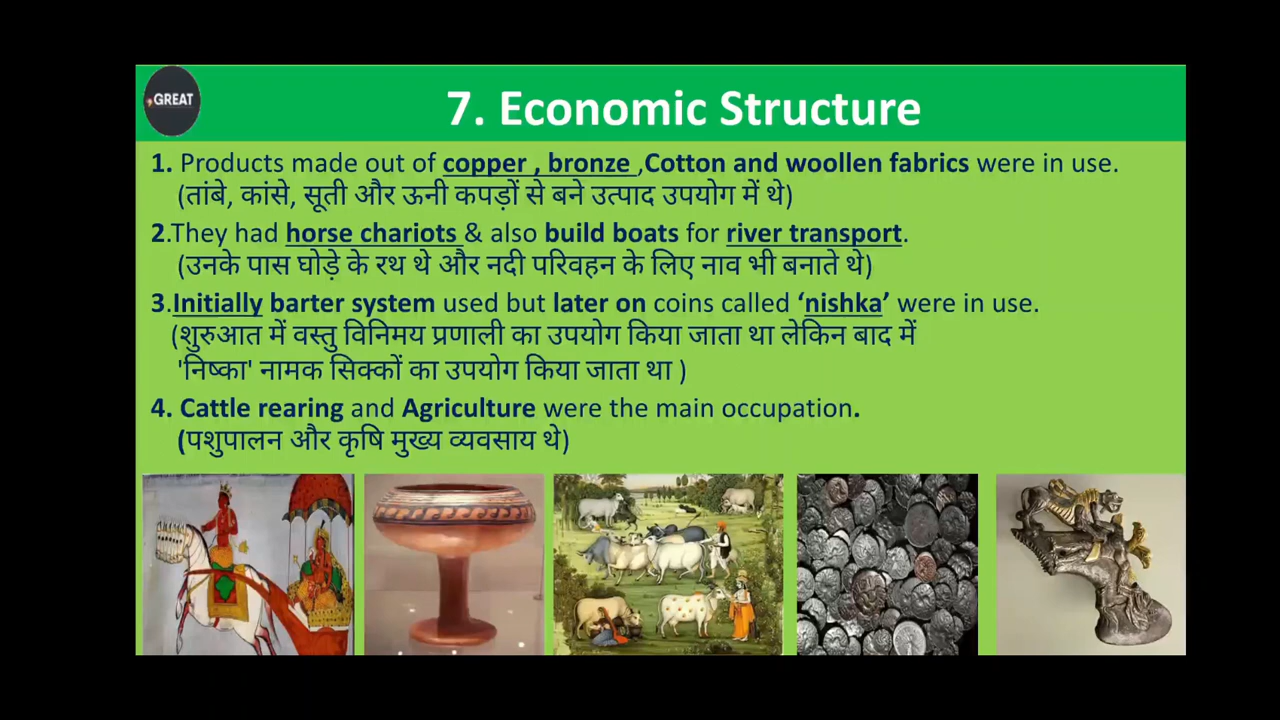 GREAT
7. Economic Structure
1. Products made out of copper , bronze ,Cotton and woollen fabrics were in use.
(तांबे, कांसे, सूती और ऊनी कपड़ों से बने उत्पाद उपयोग में थे)
2.They had horse chariots & also build boats for river transport.
(उनके पास घोड़े के रथ थे और नदी परिवहन के लिए नाव भी बनाते थे)
3.Initially barter system used but later on coins called ‘nishka’ were in use.
(शुरुआत में वस्तु विनिमय प्रणाली का उपयोग किया जाता था लेकिन बाद में
'निष्का' नामक सिक्कों का उपयोग किया जाता था )
4. Cattle rearing and Agriculture were the main occupation.
(पशुपालन और कृषि मुख्य व्यवसाय थे)